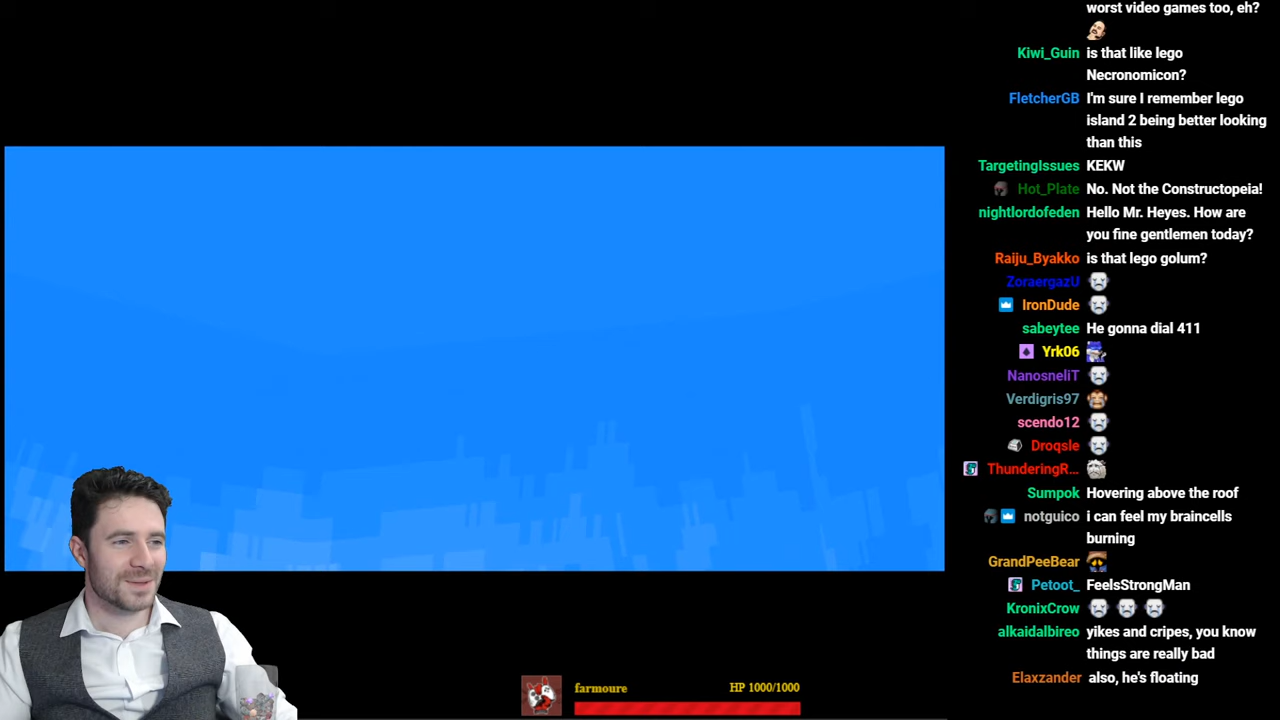 worst video games too, eh?
Kiwi_Guin is that like lego
Necronomicon?
FletcherGB I'm sure I remember lego
island 2 being better looking
than this
TargetingIssues KEKW
Hot_Plate No. Not the Constructopeia!
nightlordofeden Hello Mr. Heyes. How are
you fine gentlemen today?
Raiju_Byakko is that lego golum?
ZoraergazU
IronDude
sabeytee He gonna dial 411
Yrk06
NanosneliT
Verdigris97
scendo12
Droqsle
ThunderingR...
Sumpok Hovering above the roof
notguico i can feel my braincells
burning
GrandPeeBear
Petoot_ FeelsStrongMan
KronixCrow
alkaidalbireo yikes and cripes, you know
things are really bad
Elaxzander also, he's floating
farmoure HP 1000/1000